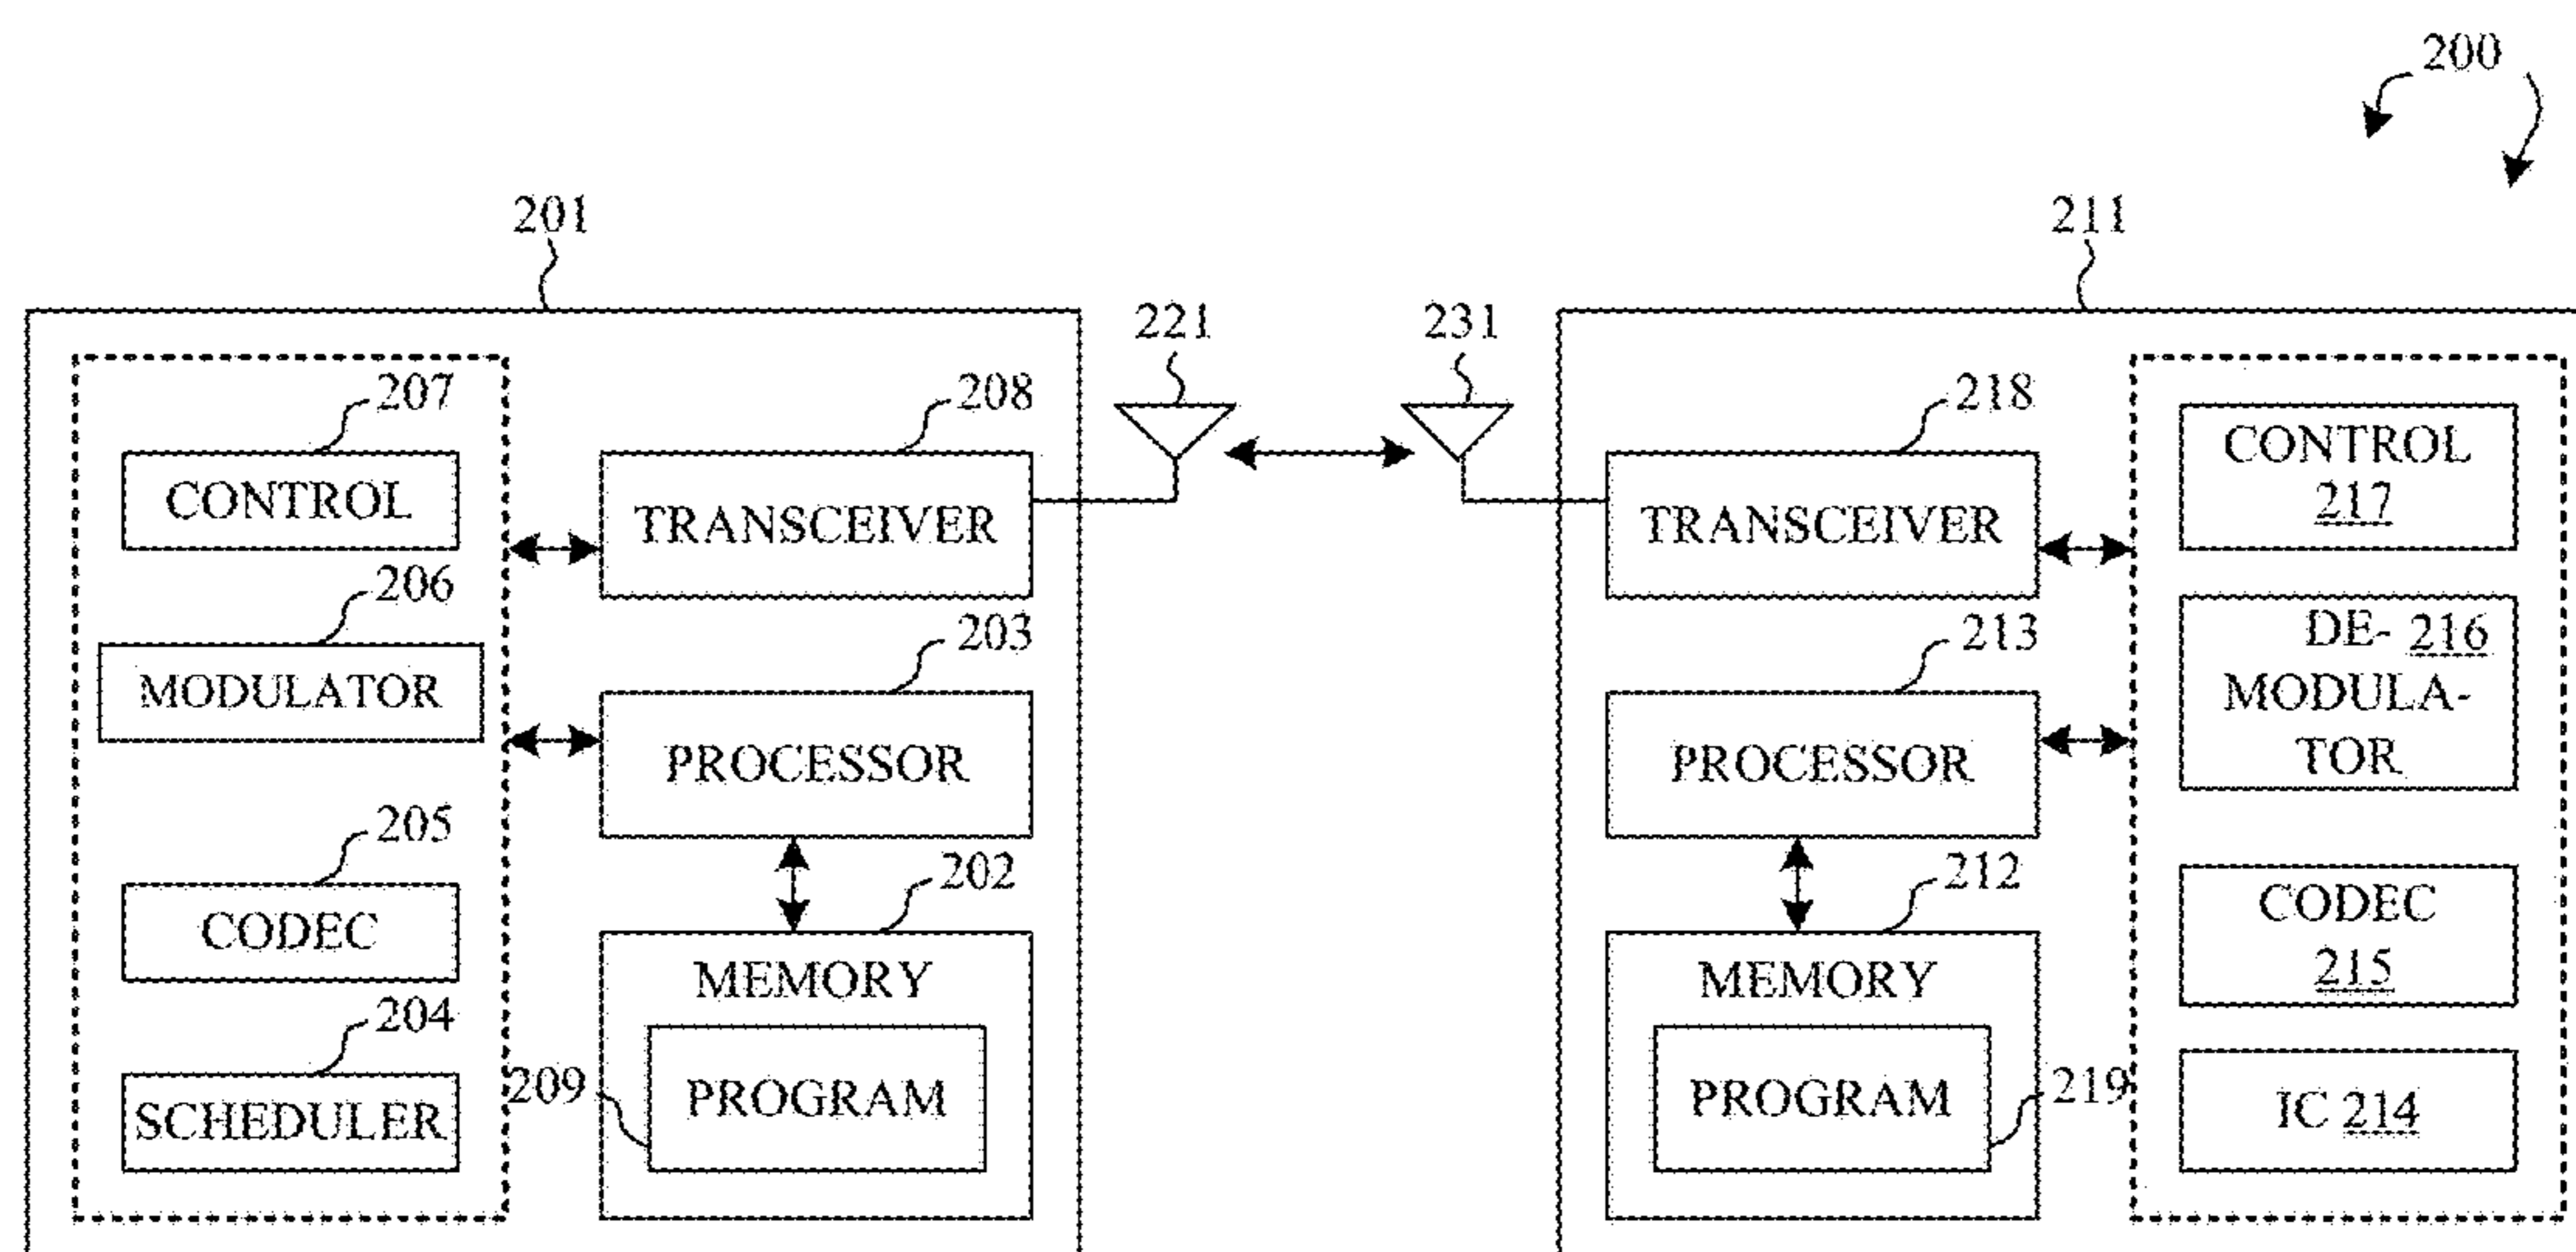 200
201
211
221
231
207
CONTROL
208
TRANSCEIVER
206
MODULATOR
203
PROCESSOR
205
CODEC
202
MEMORY
204
SCHEDULER
209
PROGRAM
218
TRANSCEIVER
CONTROL
217
213
PROCESSOR
DE- 216
MODULA-
TOR
212
MEMORY
CODEC
215
PROGRAM
219
IC 214